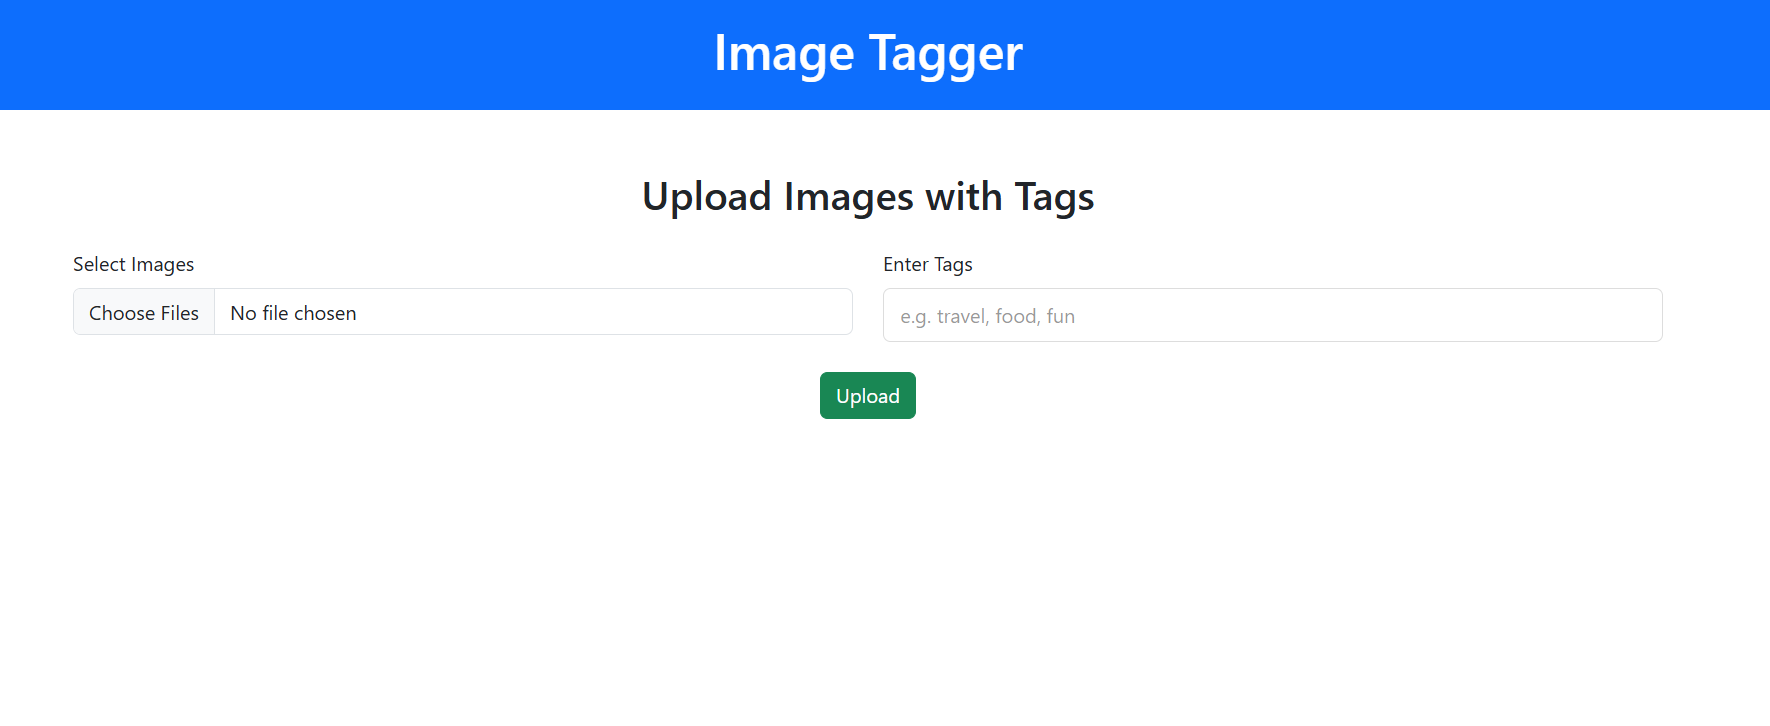 Image Tagger
Upload Images with Tags
Select Images
Enter Tags
Choose Files No file chosen
e.g. travel, food, fun
Upload